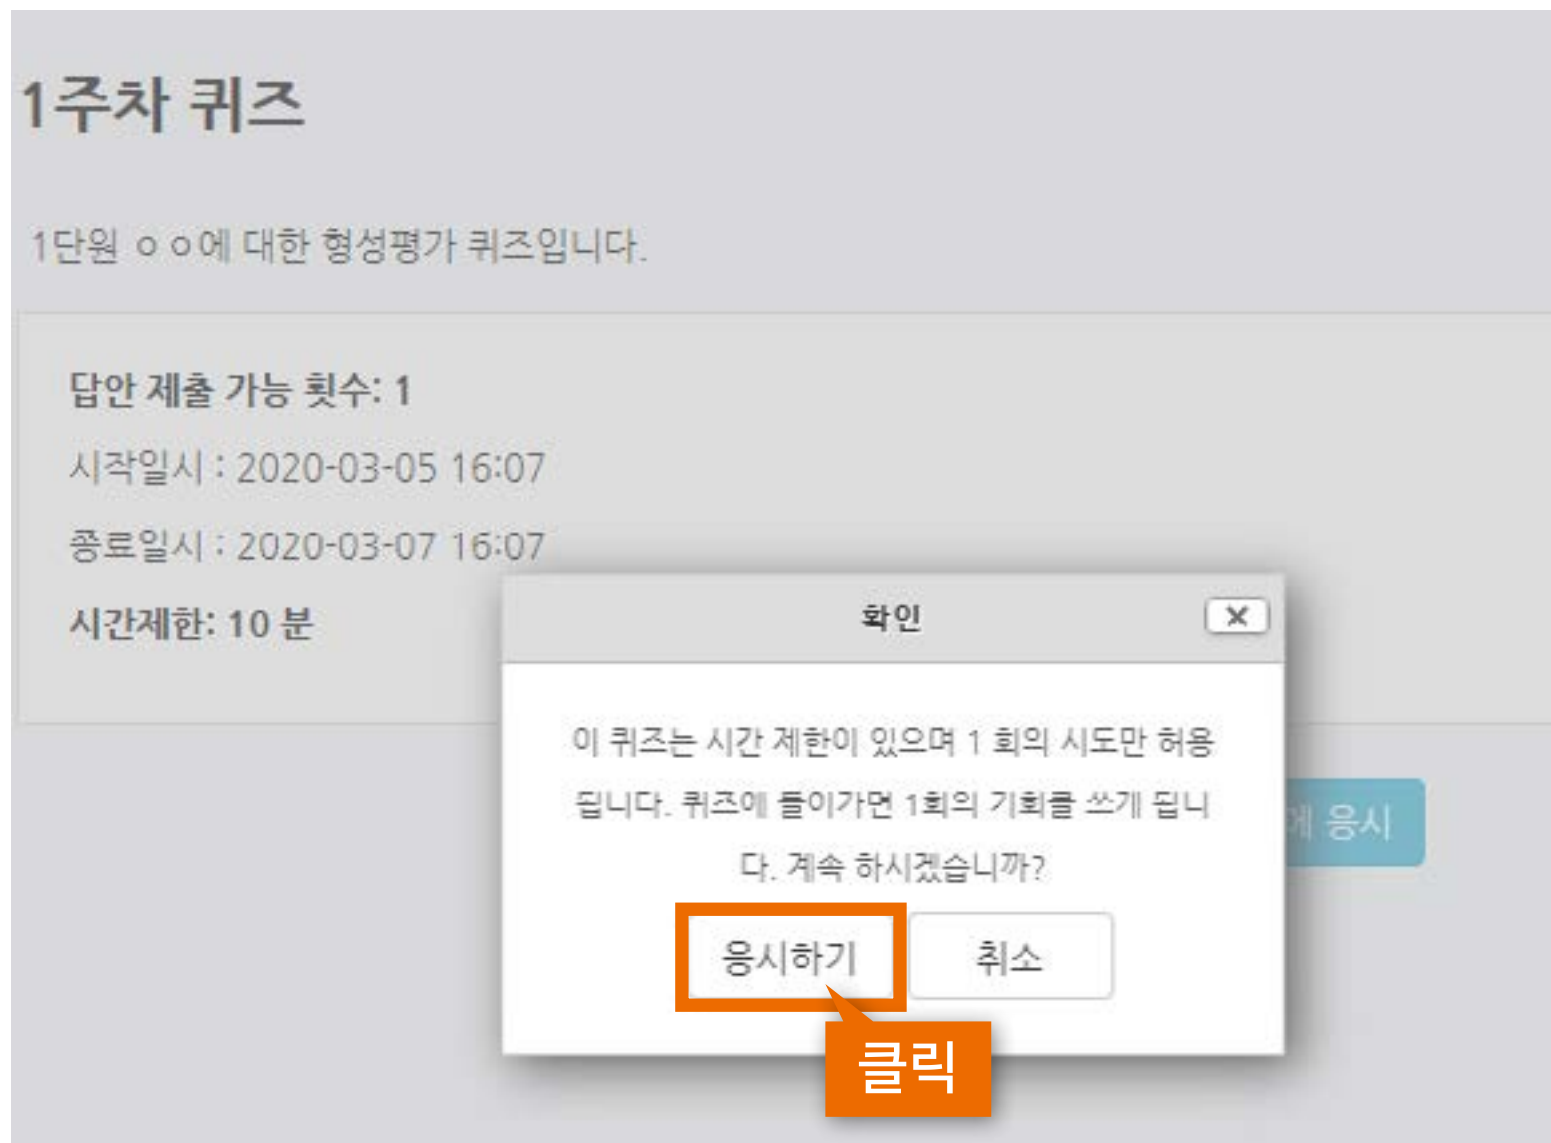 1주차 퀴즈
1단원 ㅇㅇ에 대한 형성평가 퀴즈입니다.
답안 제출 가능 횟수: 1
시작일시 : 2020-03-05 16:07
종료일시 : 2020-03-07 16:07
시간제한: 10 분
확인
이 퀴즈는 시간 제한이 있으며 1 회의 시도만 허용
됩니다. 퀴즈에 들이가면 1회의 기회를 쓰게 됩니
다. 계속 하시겠습니까?
에 응시
응시하기 취소
클릭